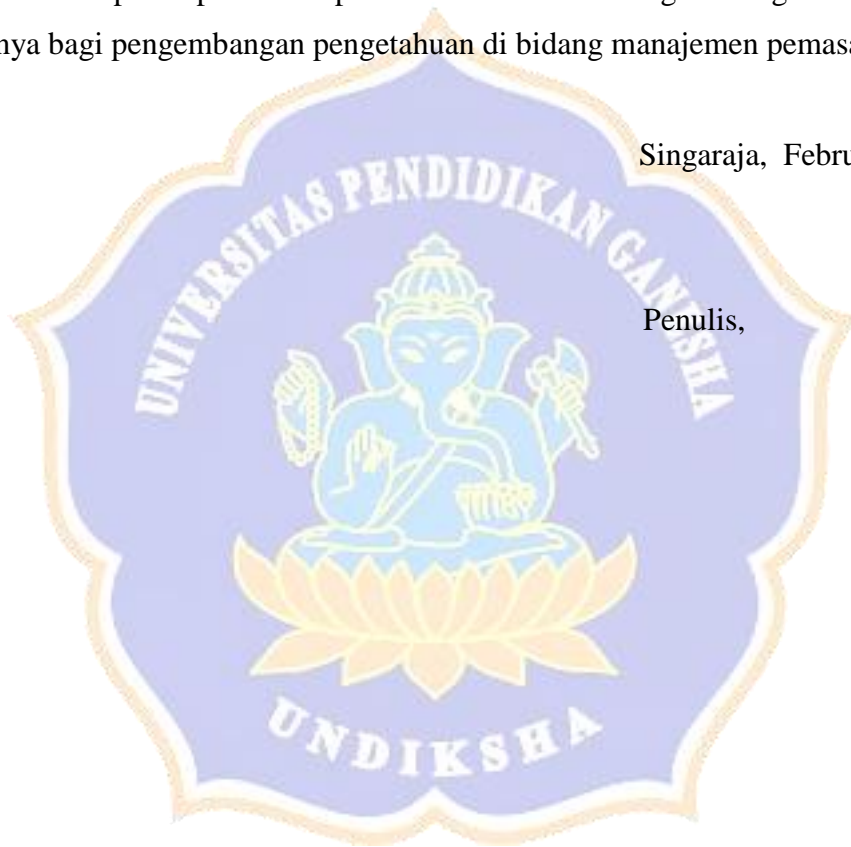 nya bagi pengembangan pengetahuan di bidang manajemen pemasa
Singaraja, Febru
UNIVERSITAS PENDIDIKAN GANESHA
Penulis,
UNDIKSHA